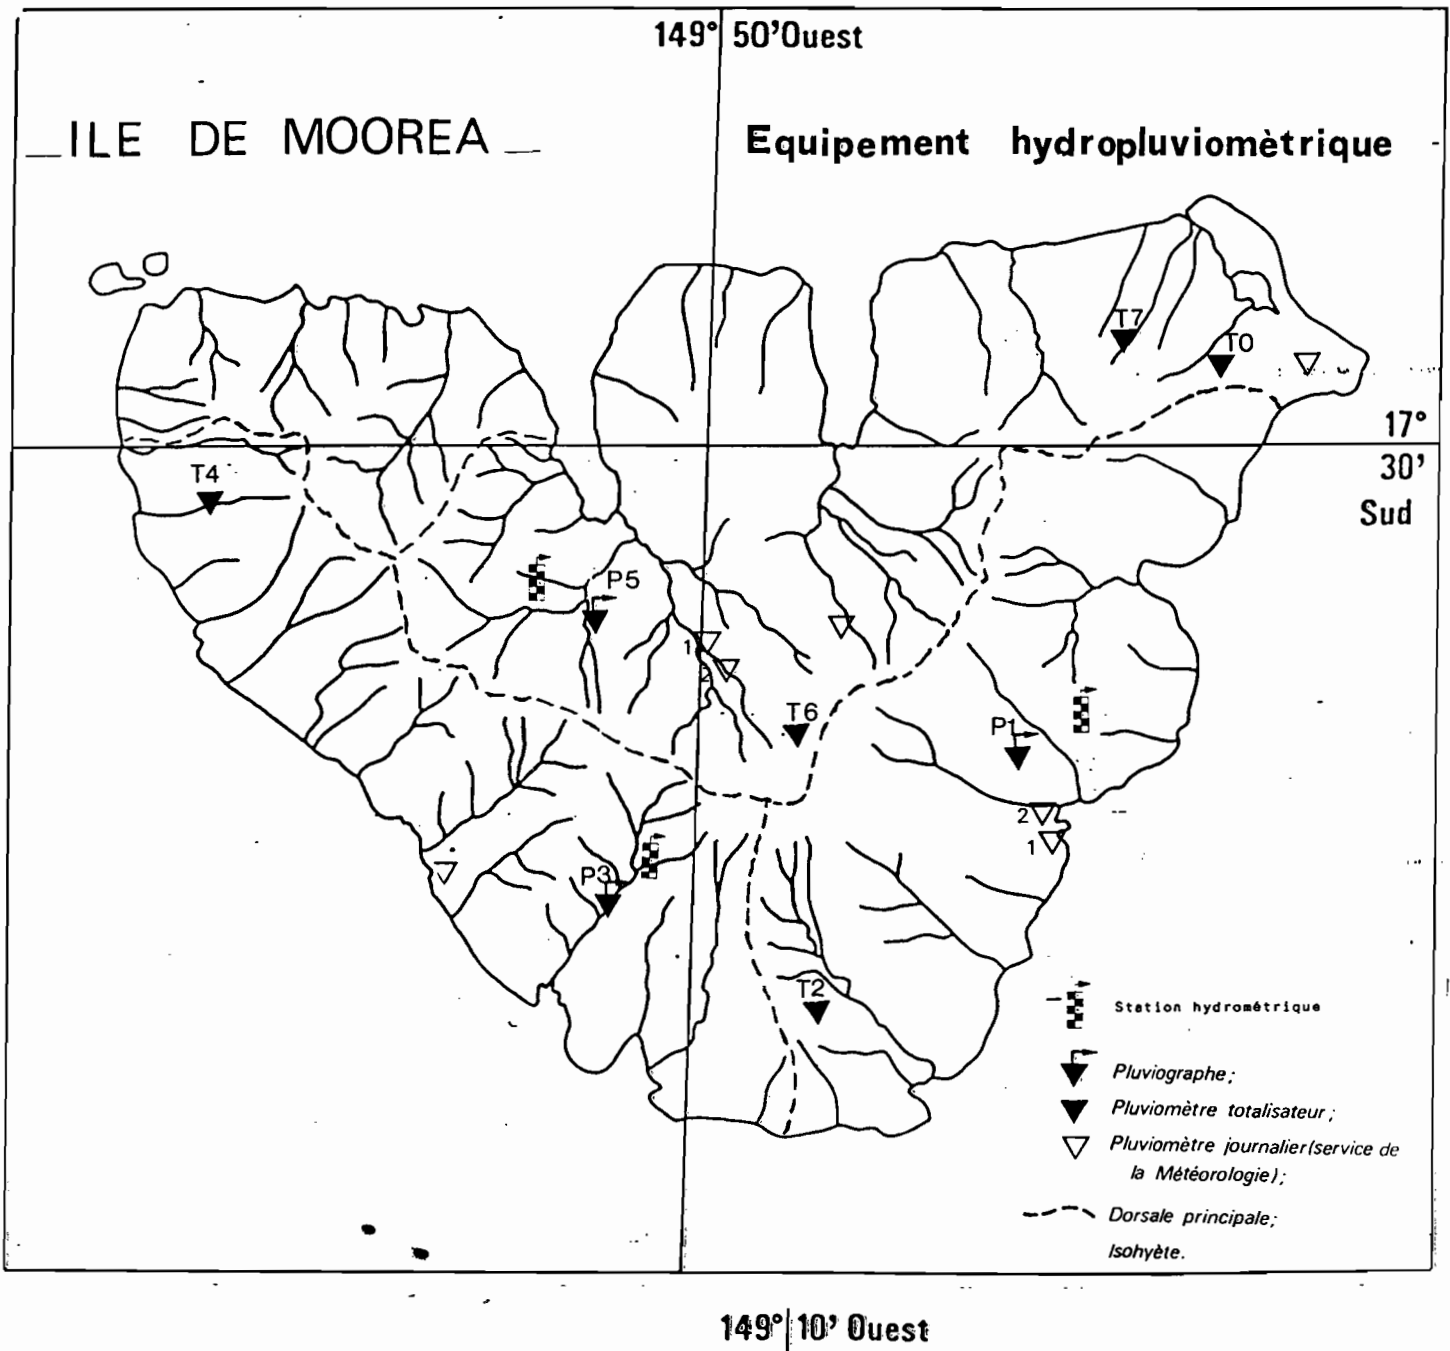 149° 50'Ouest
_ILE DE MOOREA_
Equipement hydropluviomètrique
T7
T0
17°
30'
Sud
T4
P5
1
2
T6
P1
2
1
P3
T2
Station hydrométrique
Pluviographe;
Pluviomètre totalisateur;
Pluviomètre journalier(service de
la Météorologie);
Dorsale principale;
Isohyète.
149° 10' Ouest